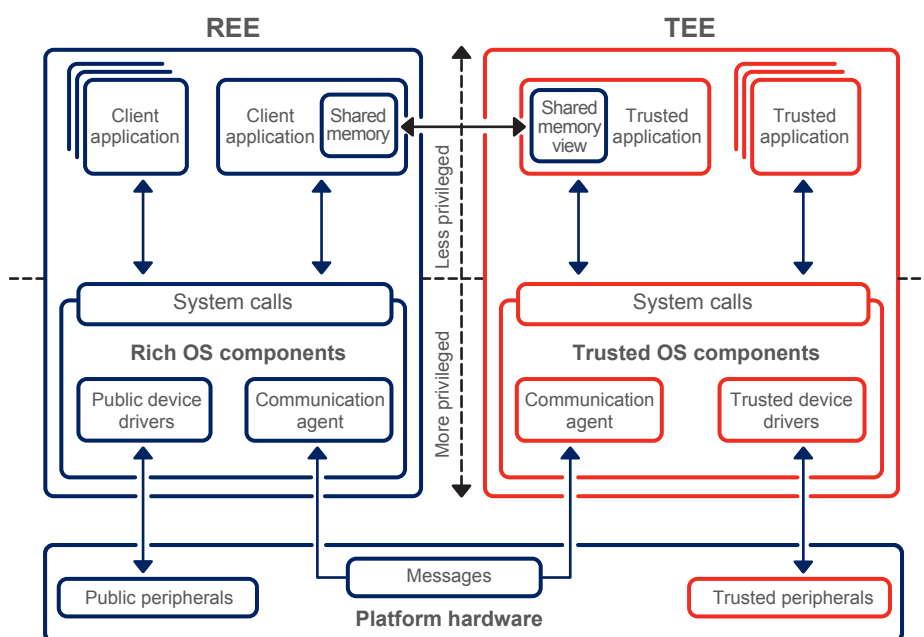 REE
TEE
Client
application
Client
application
Shared
memory
Shared
memory
view
Trusted
application
Trusted
application
Less privileged
More privileged
System calls
System calls
Rich OS components
Trusted OS components
Public device
drivers
Communication
agent
Communication
agent
Trusted device
drivers
Messages
Public peripherals
Trusted peripherals
Platform hardware